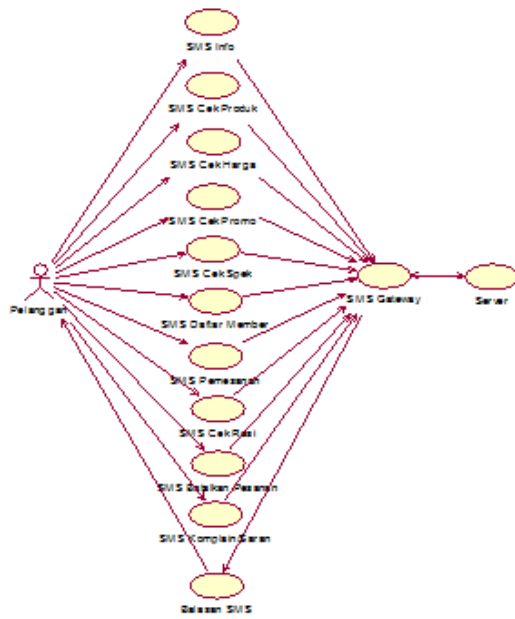 SMS Info
SMS CekProduk
SMS CekHarga
SMS CekPromo
SMS CekSpek
Pelanggan
SMS Gateway
Server
SMS Daftar Member
SMS Pemesanan
SMS CekResi
SMS Batalkan Pesanan
SMS Komplain/Saran
Balasan SMS